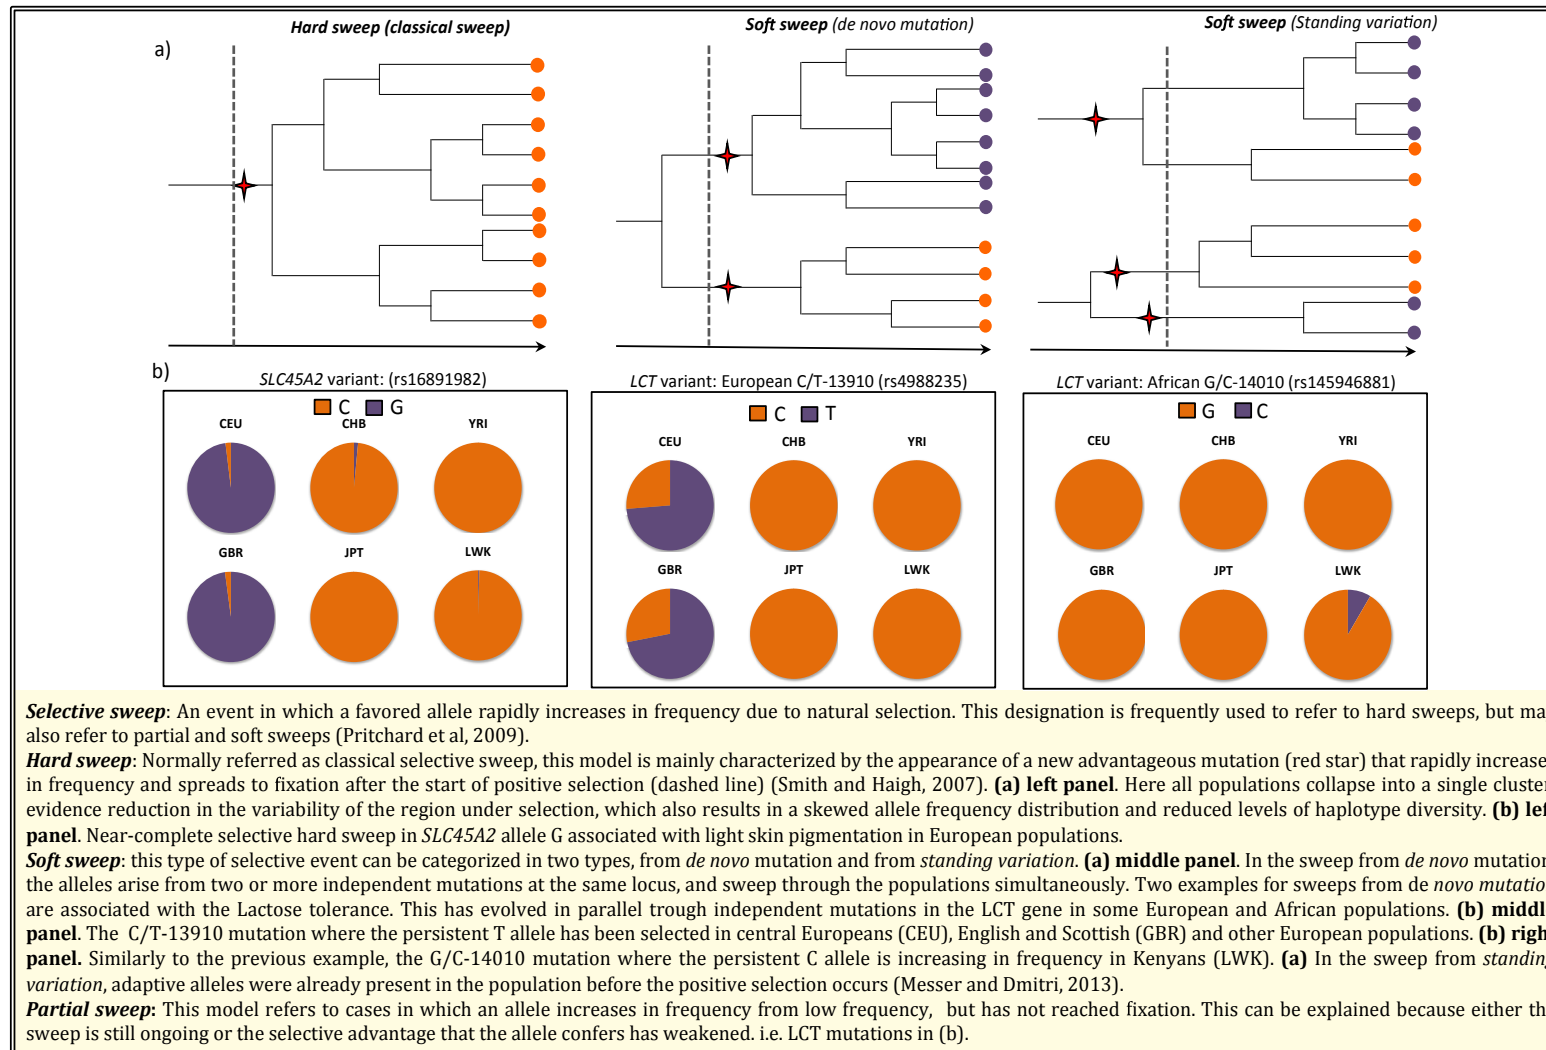 Hard sweep (classical sweep)
Soft sweep (de novo mutation)
Soft sweep (Standing variation)
a)
b)
SLC45A2 variant: (rs16891982)
C G
CEU CHB YRI
GBR JPT LWK
LCT variant: European C/T-13910 (rs4988235)
C T
CEU CHB YRI
GBR JPT LWK
LCT variant: African G/C-14010 (rs145946881)
G C
CEU CHB YRI
GBR JPT LWK
Selective sweep: An event in which a favored allele rapidly increases in frequency due to natural selection. This designation is frequently used to refer to hard sweeps, but ma
also refer to partial and soft sweeps (Pritchard et al, 2009).
Hard sweep: Normally referred as classical selective sweep, this model is mainly characterized by the appearance of a new advantageous mutation (red star) that rapidly increase
in frequency and spreads to fixation after the start of positive selection (dashed line) (Smith and Haigh, 2007). (a) left panel. Here all populations collapse into a single cluster
evidence reduction in the variability of the region under selection, which also results in a skewed allele frequency distribution and reduced levels of haplotype diversity. (b) lef
panel. Near-complete selective hard sweep in SLC45A2 allele G associated with light skin pigmentation in European populations.
Soft sweep: this type of selective event can be categorized in two types, from de novo mutation and from standing variation. (a) middle panel. In the sweep from de novo mutation
the alleles arise from two or more independent mutations at the same locus, and sweep through the populations simultaneously. Two examples for sweeps from de novo mutatio
are associated with the Lactose tolerance. This has evolved in parallel trough independent mutations in the LCT gene in some European and African populations. (b) middl
panel. The C/T-13910 mutation where the persistent T allele has been selected in central Europeans (CEU), English and Scottish (GBR) and other European populations. (b) righ
panel. Similarly to the previous example, the G/C-14010 mutation where the persistent C allele is increasing in frequency in Kenyans (LWK). (a) In the sweep from standing
variation, adaptive alleles were already present in the population before the positive selection occurs (Messer and Dmitri, 2013).
Partial sweep: This model refers to cases in which an allele increases in frequency from low frequency, but has not reached fixation. This can be explained because either th
sweep is still ongoing or the selective advantage that the allele confers has weakened. i.e. LCT mutations in (b).